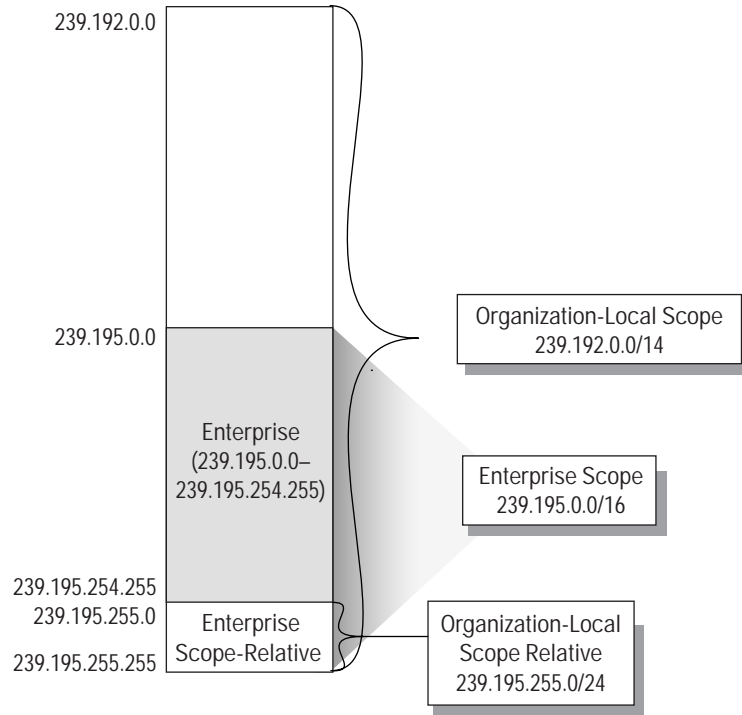 239.192.0.0
239.195.0.0
Organization-Local Scope
239.192.0.0/14
Enterprise
(239.195.0.0–
239.195.254.255)
Enterprise Scope
239.195.0.0/16
239.195.254.255
239.195.255.0
239.195.255.255
Enterprise
Scope-Relative
Organization-Local
Scope Relative
239.195.255.0/24